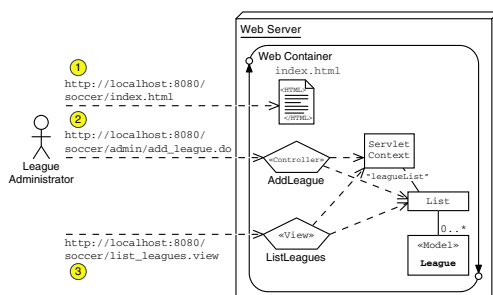 Web Server
Web Container
index.html
1
http://localhost:8080/
soccer/index.html
<HTML>
</HTML>
2
http://localhost:8080/
soccer/admin/add_league.do
League
Administrator
«Controller»
AddLeague
Servlet
Context
"leagueList"
List
0..*
«View»
ListLeagues
«Model»
League
http://localhost:8080/
soccer/list_leagues.view
3